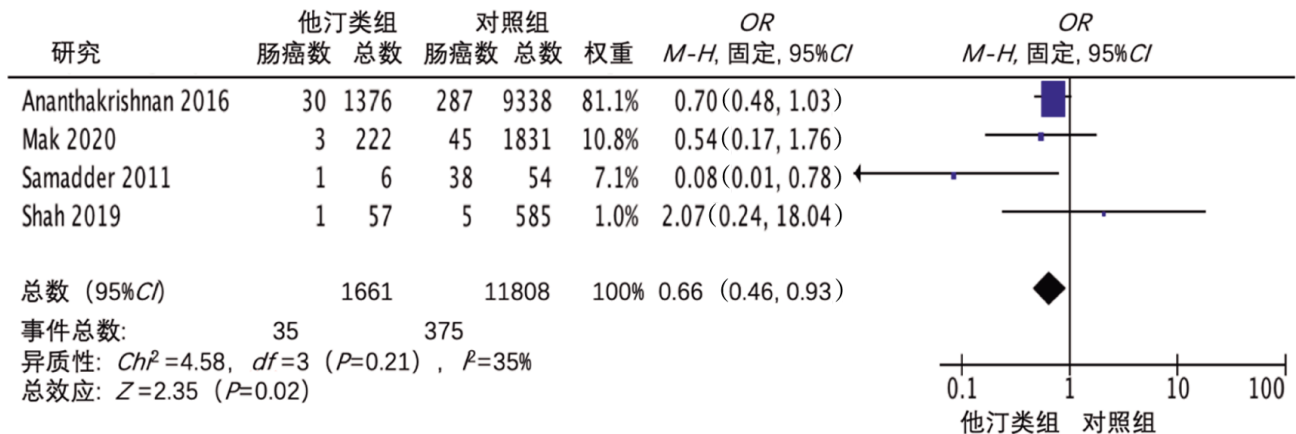 他汀类组 对照组 OR OR
研究 肠癌数 总数 肠癌数 总数 权重 M-H, 固定, 95%CI M-H, 固定, 95%CI
Ananthakrishnan 2016 30 1376 287 9338 81.1% 0.70(0.48, 1.03)
Mak 2020 3 222 45 1831 10.8% 0.54(0.17, 1.76)
Samadder 2011 1 6 38 54 7.1% 0.08(0.01, 0.78)
Shah 2019 1 57 5 585 1.0% 2.07(0.24, 18.04)
总数 (95%CI) 1661 11808 100% 0.66 (0.46, 0.93)
事件总数: 35 375
异质性: Chi²=4.58, df=3 (P=0.21) , I²=35%
总效应: Z=2.35 (P=0.02)
0.1 1 10 100
他汀类组 对照组